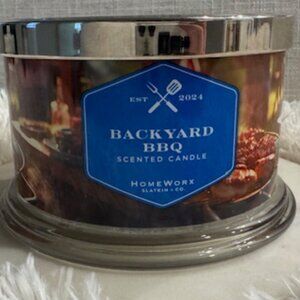 EST 2024
BACKYARD
BBQ
SCENTED CANDLE
HOMEWORX
SLATKIN + CO.